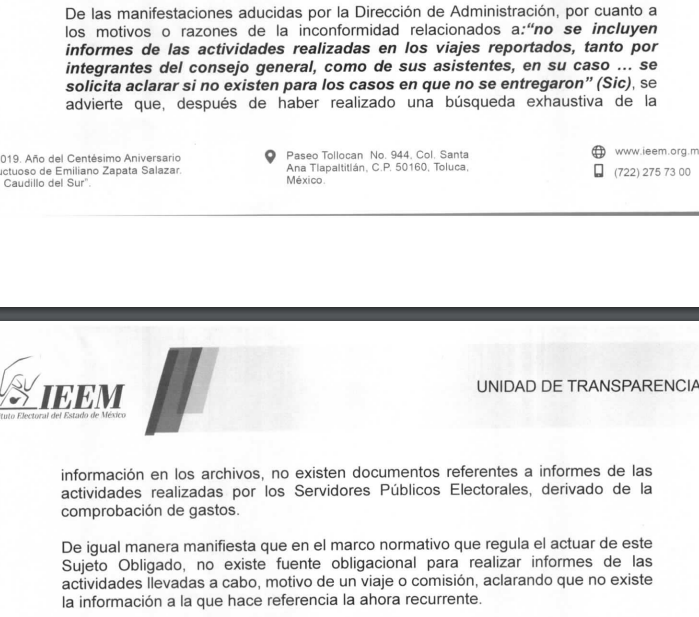 De las manifestaciones aducidas por la Dirección de Administración, por cuanto a
los motivos o razones de la inconformidad relacionados a:"no se incluyen
informes de las actividades realizadas en los viajes reportados, tanto por
integrantes del consejo general, como de sus asistentes, en su caso ... se
solicita aclarar si no existen para los casos en que no se entregaron" (Sic), se
advierte que, después de haber realizado una búsqueda exhaustiva de la
019. Año del Centésimo Aniversario
uctuoso de Emiliano Zapata Salazar.
Caudillo del Sur".
Paseo Tollocan No. 944, Col. Santa
Ana Tlapaltitlán, C.P. 50160, Toluca,
México.
www.ieem.org.m
(722) 275 73 00
IEEM
tuto Electoral del Estado de México
UNIDAD DE TRANSPARENCIA
información en los archivos, no existen documentos referentes a informes de las
actividades realizadas por los Servidores Públicos Electorales, derivado de la
comprobación de gastos.
De igual manera manifiesta que en el marco normativo que regula el actuar de este
Sujeto Obligado, no existe fuente obligacional para realizar informes de las
actividades llevadas a cabo, motivo de un viaje o comisión, aclarando que no existe
la información a la que hace referencia la ahora recurrente.